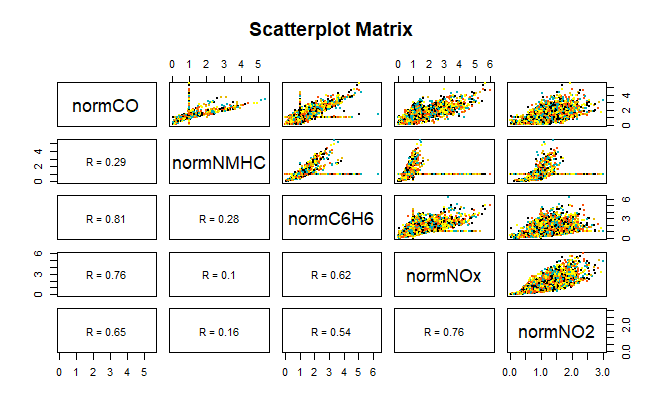 Scatterplot Matrix
0 1 2 3 4 5
0 1 2 3 4 5 6
normCO
2 4
0 2 4
R = 0.29
normNMHC
R = 0.81
R = 0.28
normC6H6
0 3 6
0 3 6
R = 0.76
R = 0.1
R = 0.62
normNOx
R = 0.65
R = 0.16
R = 0.54
R = 0.76
normNO2
0.0 1.0 2.0
0 1 2 3 4 5
0 1 2 3 4 5 6
0.0 1.0 2.0 3.0